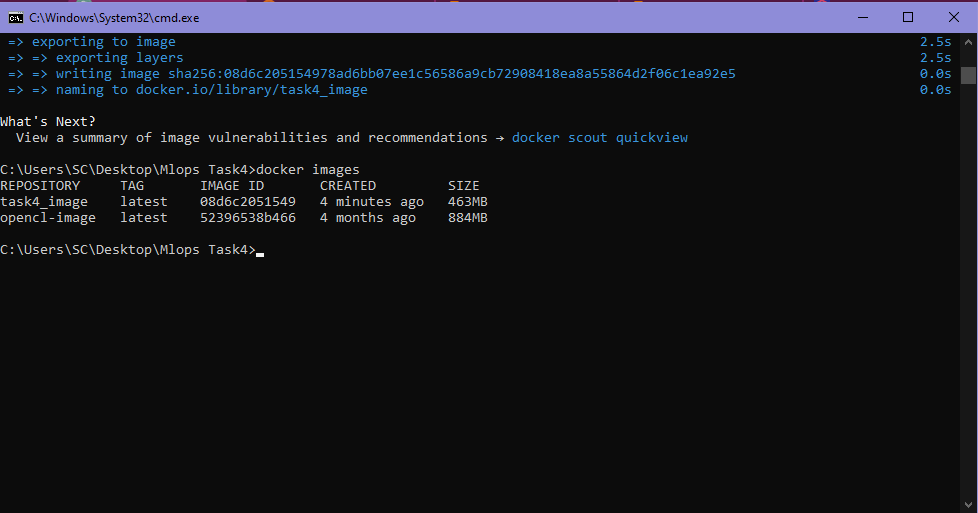 C:\Windows\System32\cmd.exe
=> exporting to image 2.5s
=> => exporting layers 2.5s
=> => writing image sha256:08d6c205154978ad6bb07ee1c56586a9cb72908418ea8a55864d2f06c1ea92e5 0.0s
=> => naming to docker.io/library/task4_image 0.0s
What's Next?
View a summary of image vulnerabilities and recommendations → docker scout quickview
C:\Users\SC\Desktop\Mlops Task4>docker images
REPOSITORY TAG IMAGE ID CREATED SIZE
task4_image latest 08d6c2051549 4 minutes ago 463MB
opencl-image latest 52396538b466 4 months ago 884MB
C:\Users\SC\Desktop\Mlops Task4>